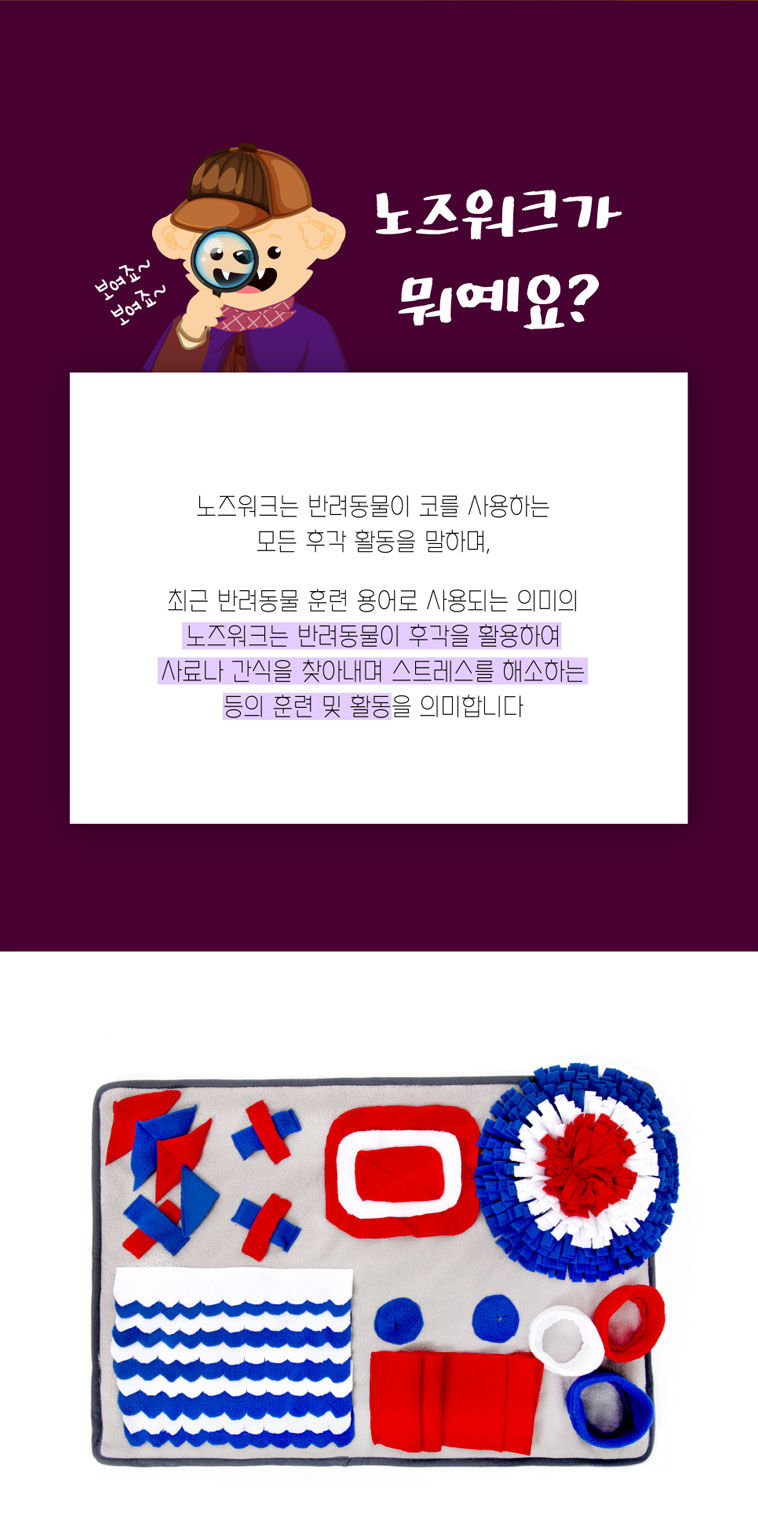 노즈워크가
뭐예요?
보여죠~
보여죠~
노즈워크는 반려동물이 코를 사용하는
모든 후각 활동을 말하며,
최근 반려동물 훈련 용어로 사용되는 의미의
노즈워크는 반려동물이 후각을 활용하여
사료나 간식을 찾아내며 스트레스를 해소하는
등의 훈련 및 활동을 의미합니다